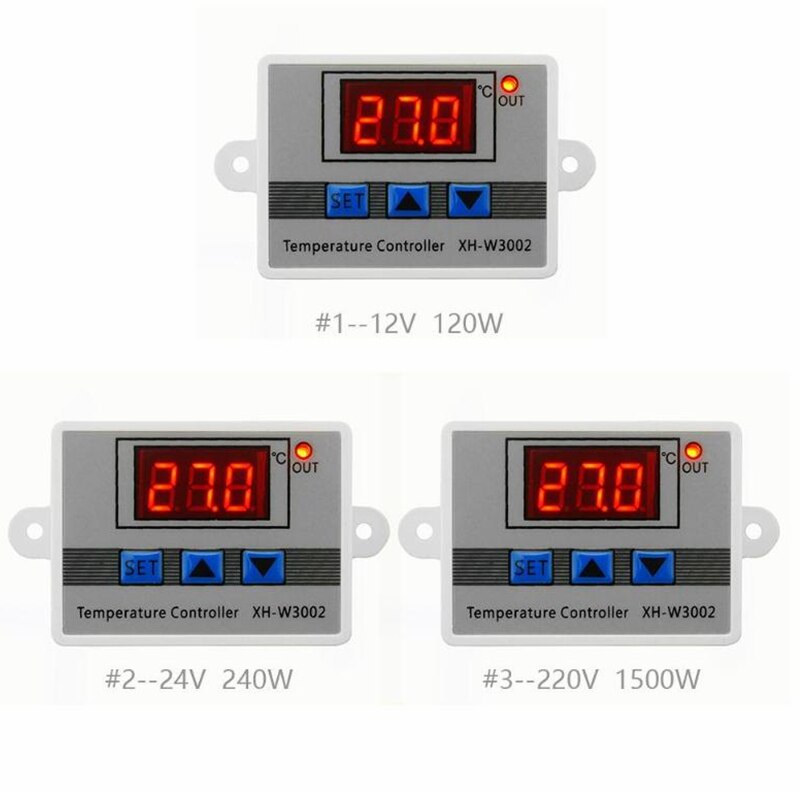 27.0 °C OUT
SET
Temperature Controller XH-W3002
#1--12V 120W
27.0 °C OUT
SET
Temperature Controller XH-W3002
#2--24V 240W
27.0 °C OUT
SET
Temperature Controller XH-W3002
#3--220V 1500W